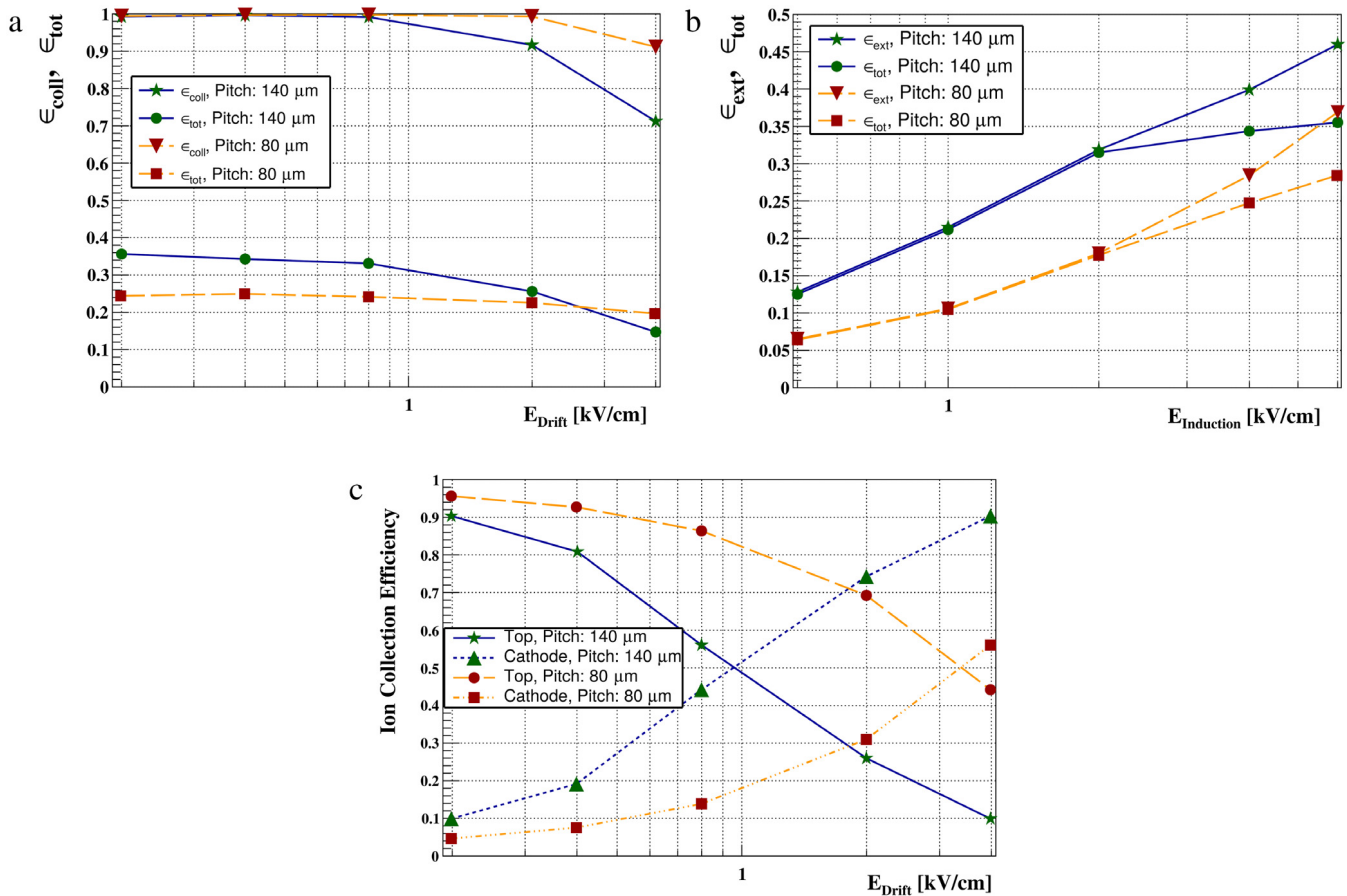 a
ϵcoll, ϵtot
1
0.9
0.8
0.7
0.6
0.5
0.4
0.3
0.2
0.1
0
ϵcoll, Pitch: 140 μm
ϵtot, Pitch: 140 μm
ϵcoll, Pitch: 80 μm
ϵtot, Pitch: 80 μm
1
EDrift [kV/cm]
b
ϵext, ϵtot
0.5
0.45
0.4
0.35
0.3
0.25
0.2
0.15
0.1
0.05
0
ϵext, Pitch: 140 μm
ϵtot, Pitch: 140 μm
ϵext, Pitch: 80 μm
ϵtot, Pitch: 80 μm
1
EInduction [kV/cm]
c
Ion Collection Efficiency
1
0.9
0.8
0.7
0.6
0.5
0.4
0.3
0.2
0.1
0
Top, Pitch: 140 μm
Cathode, Pitch: 140 μm
Top, Pitch: 80 μm
Cathode, Pitch: 80 μm
1
EDrift [kV/cm]